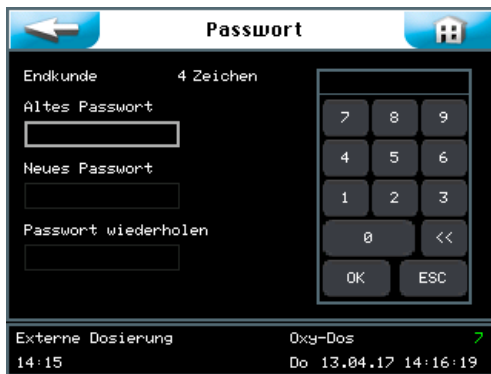 Passwort
Endkunde 4 Zeichen
Altes Passwort
Neues Passwort
Passwort wiederholen
7 8 9
4 5 6
1 2 3
0 <<
OK ESC
Externe Dosierung Oxy-Dos 7
14:15 Do 13.04.17 14:16:19